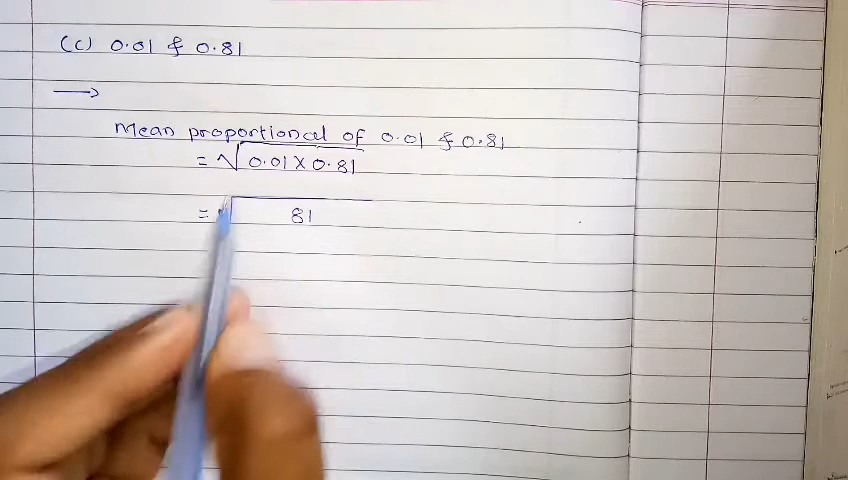 (c) 0.01 & 0.81
⟶
Mean proportional of 0.01 & 0.81
= √0.01 × 0.81
= √ 81